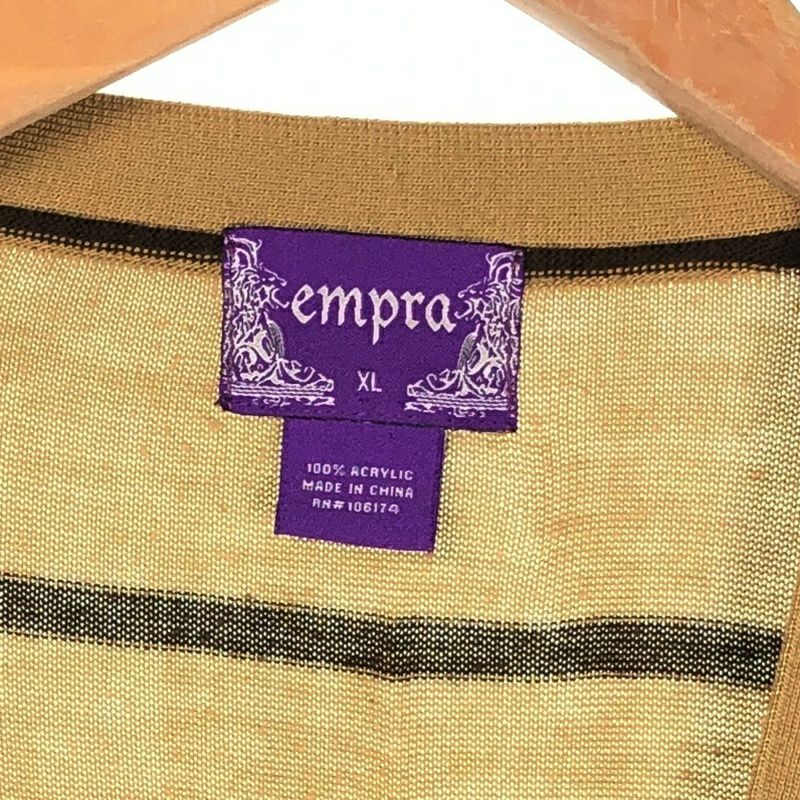 empra
XL
100% ACRYLIC
MADE IN CHINA
RN#106174